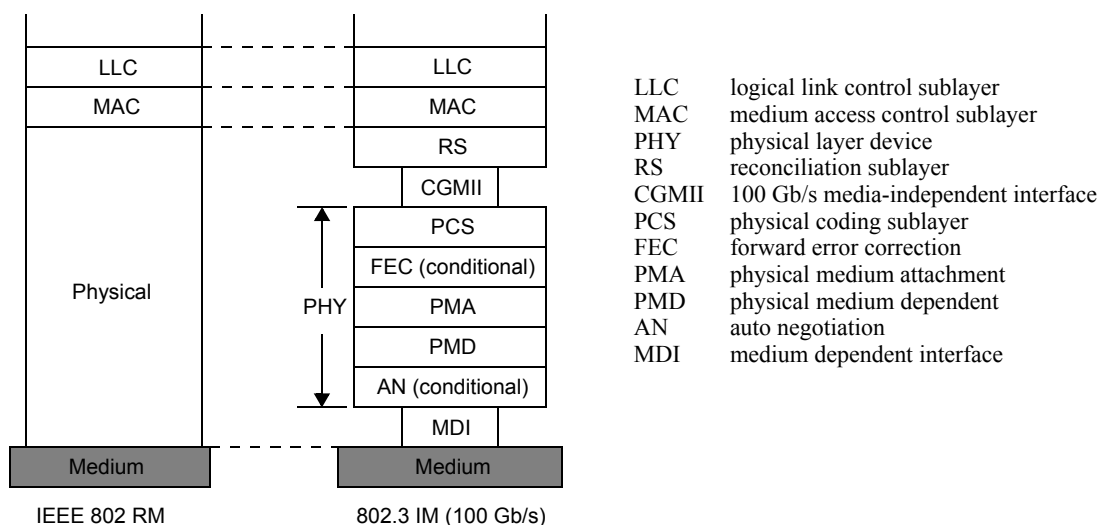 LLC
MAC
Physical
Medium
IEEE 802 RM
LLC
MAC
RS
CGMII
PCS
FEC (conditional)
PMA
PMD
AN (conditional)
PHY
MDI
Medium
802.3 IM (100 Gb/s)
LLC logical link control sublayer
MAC medium access control sublayer
PHY physical layer device
RS reconciliation sublayer
CGMII 100 Gb/s media-independent interface
PCS physical coding sublayer
FEC forward error correction
PMA physical medium attachment
PMD physical medium dependent
AN auto negotiation
MDI medium dependent interface